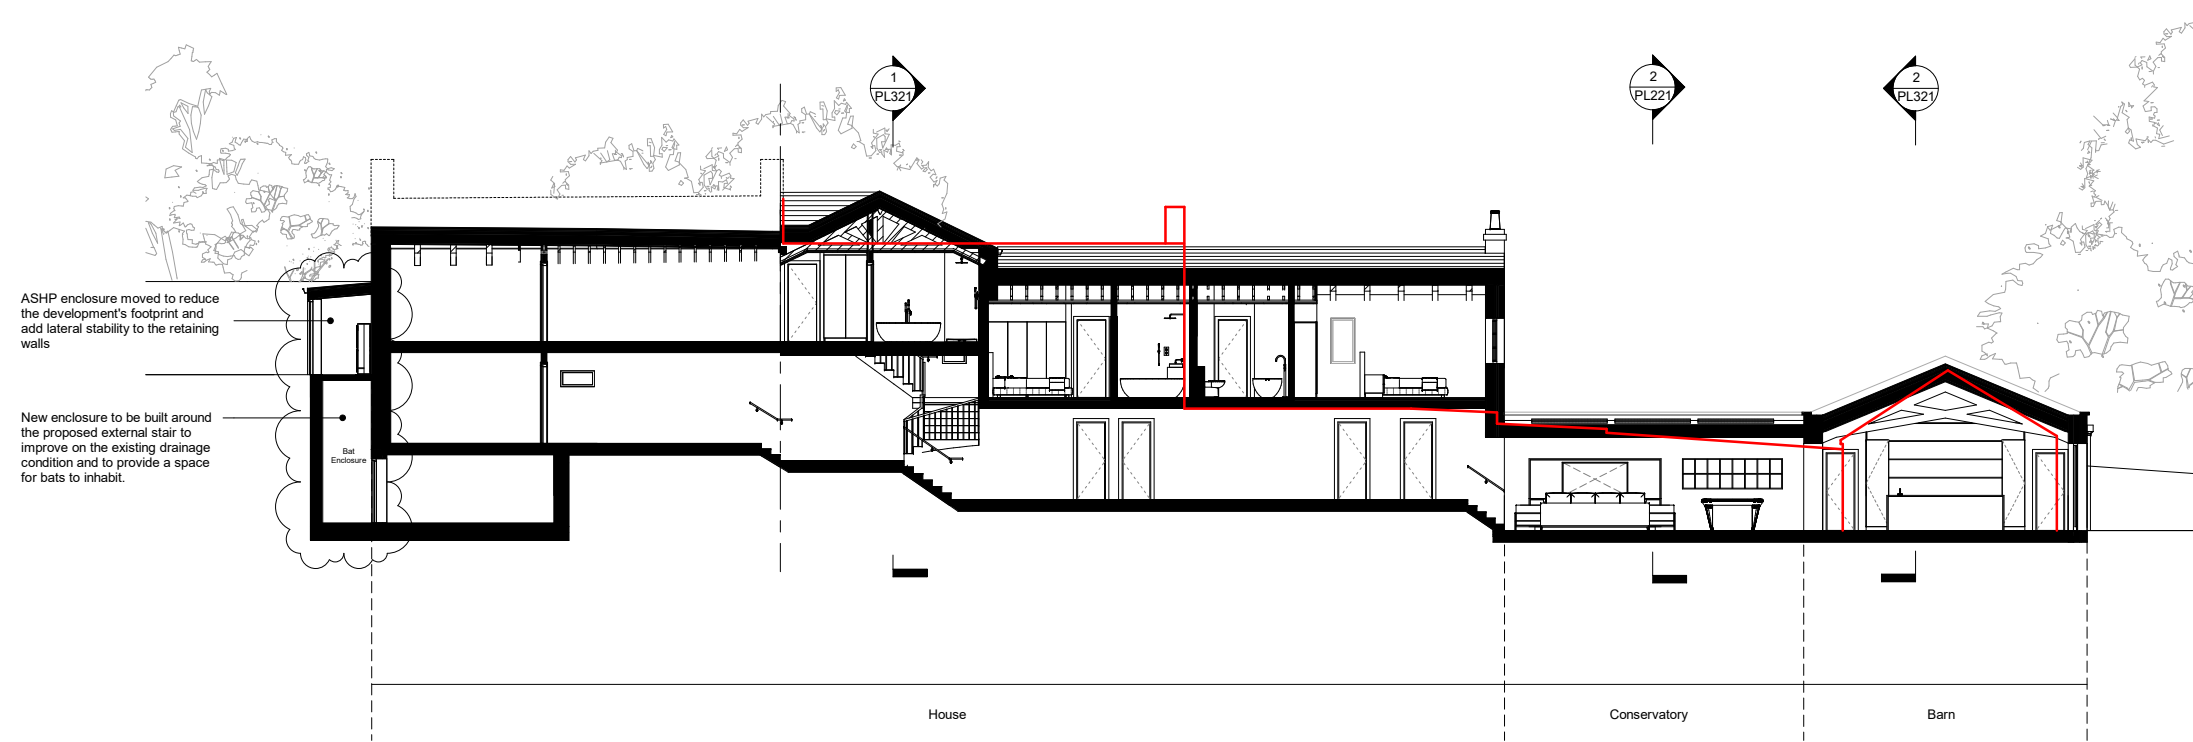 1
PL321
2
PL221
2
PL321
ASHP enclosure moved to reduce
the development's footprint and
add lateral stability to the retaining
walls
New enclosure to be built around
the proposed external stair to
improve on the existing drainage
condition and to provide a space
for bats to inhabit.
Bat
Enclosure
House
Conservatory
Barn